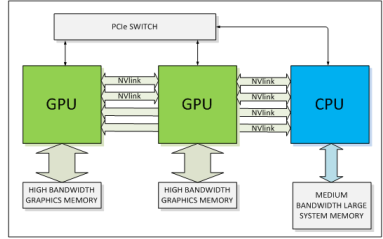 PCIe SWITCH
GPU
NVlink
NVlink
GPU
NVlink
NVlink
NVlink
NVlink
CPU
HIGH BANDWIDTH
GRAPHICS MEMORY
HIGH BANDWIDTH
GRAPHICS MEMORY
MEDIUM
BANDWIDTH LARGE
SYSTEM MEMORY